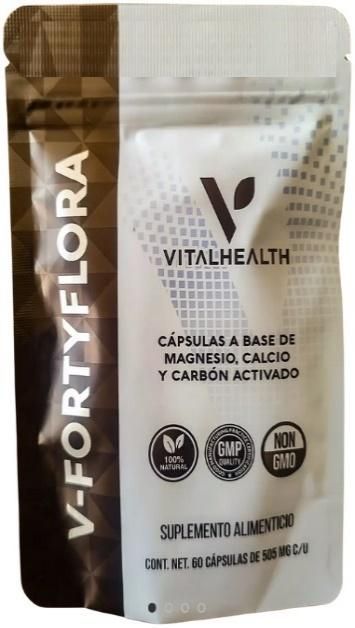 V-FORTYFLORA
VITALHEALTH
CÁPSULAS A BASE DE
MAGNESIO, CALCIO
Y CARBÓN ACTIVADO
100%
NATURAL
GMP
QUALITY
NON
GMO
SUPLEMENTO ALIMENTICIO
CONT. NET. 60 CÁPSULAS DE 505 MG C/U